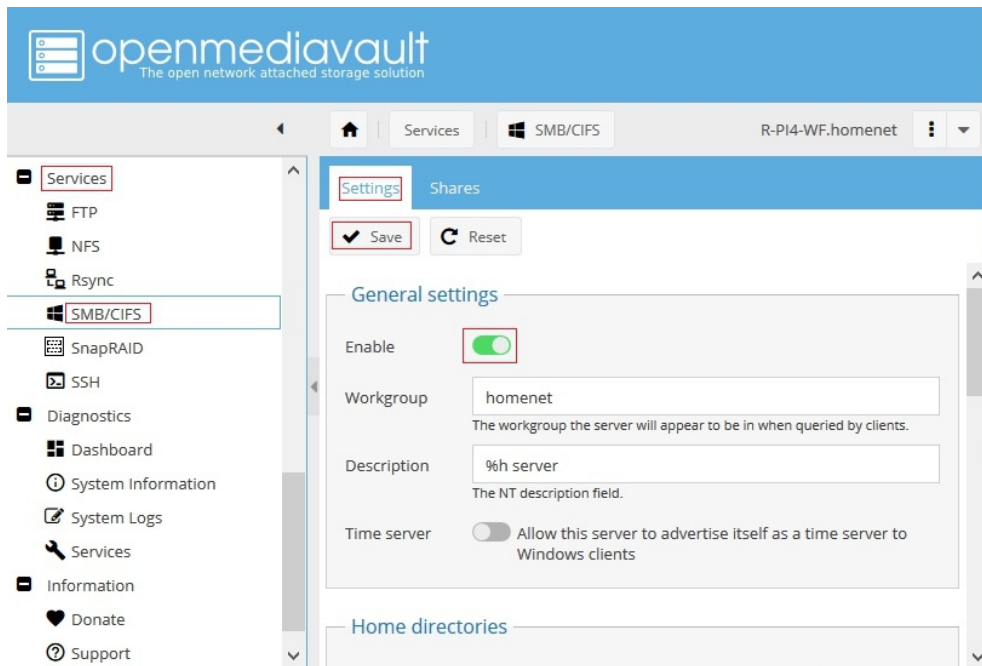 openmediavault
The open network attached storage solution
Services
SMB/CIFS
R-PI4-WF.homenet
Services
FTP
NFS
Rsync
SMB/CIFS
SnapRAID
SSH
Diagnostics
Dashboard
System Information
System Logs
Services
Information
Donate
Support
Settings
Shares
Save
Reset
General settings
Enable
Workgroup
homenet
The workgroup the server will appear to be in when queried by clients.
Description
%h server
The NT description field.
Time server
Allow this server to advertise itself as a time server to
Windows clients
Home directories